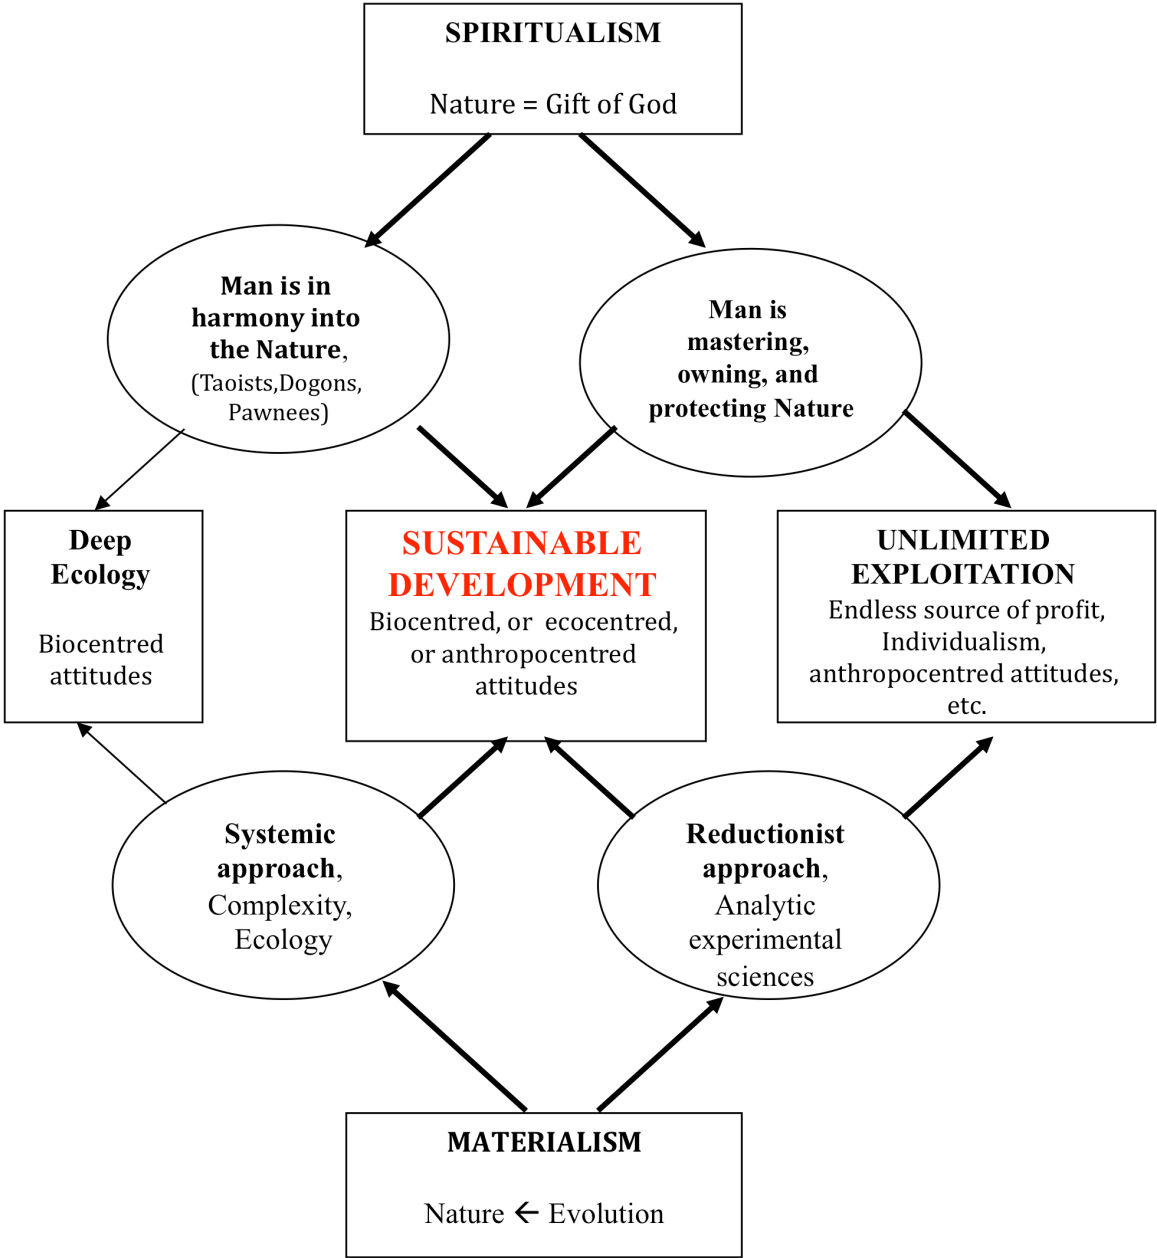 SPIRITUALISM
Nature = Gift of God
Man is in
harmony into
the Nature,
(Taoists,Dogons,
Pawnees)
Man is
mastering,
owning, and
protecting Nature
Deep
Ecology
Biocentred
attitudes
SUSTAINABLE
DEVELOPMENT
Biocentred, or ecocentred,
or anthropocentred
attitudes
UNLIMITED
EXPLOITATION
Endless source of profit,
Individualism,
anthropocentred attitudes,
etc.
Systemic
approach,
Complexity,
Ecology
Reductionist
approach,
Analytic
experimental
sciences
MATERIALISM
Nature ← Evolution